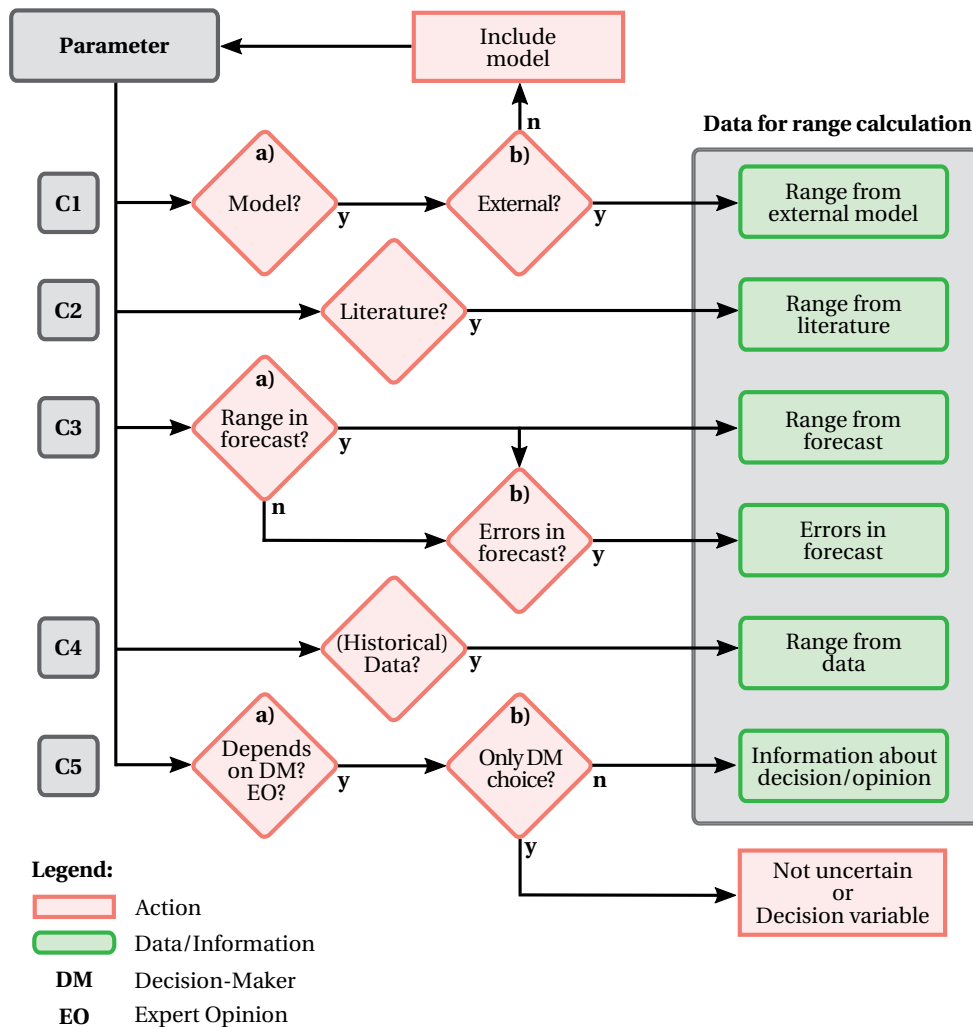 Parameter
Include
model
n
Data for range calculation
C1
a)
Model?
y
b)
External?
y
Range from
external model
C2
Literature?
y
Range from
literature
C3
a)
Range in
forecast?
y
n
Range from
forecast
b)
Errors in
forecast?
y
Errors in
forecast
C4
(Historical)
Data?
y
Range from
data
C5
a)
Depends
on DM?
EO?
y
b)
Only DM
choice?
n
y
Information about
decision/opinion
Not uncertain
or
Decision variable
Legend:
Action
Data/Information
DM Decision-Maker
EO Expert Opinion